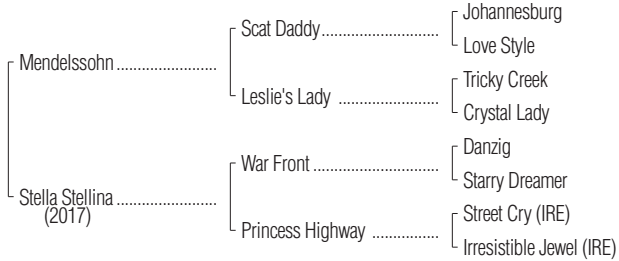 Johannesburg
Scat Daddy............................
Love Style
Mendelssohn ........................
Tricky Creek
Leslie's Lady ........................
Crystal Lady
Danzig
War Front ..............................
Starry Dreamer
Stella Stellina ........................
(2017)
Street Cry (IRE)
Princess Highway ................
Irresistible Jewel (IRE)